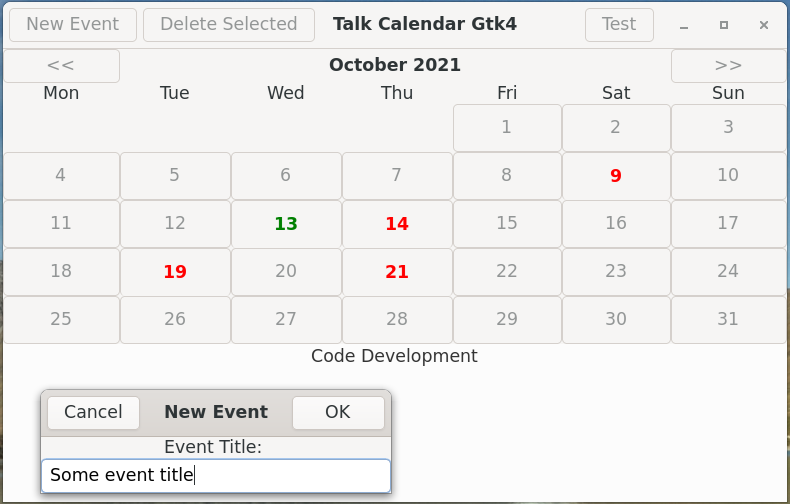 New Event Delete Selected Talk Calendar Gtk4 Test
<< October 2021 >>
Mon Tue Wed Thu Fri Sat Sun
1 2 3
4 5 6 7 8 9 10
11 12 13 14 15 16 17
18 19 20 21 22 23 24
25 26 27 28 29 30 31
Code Development
Cancel New Event OK
Event Title:
Some event title